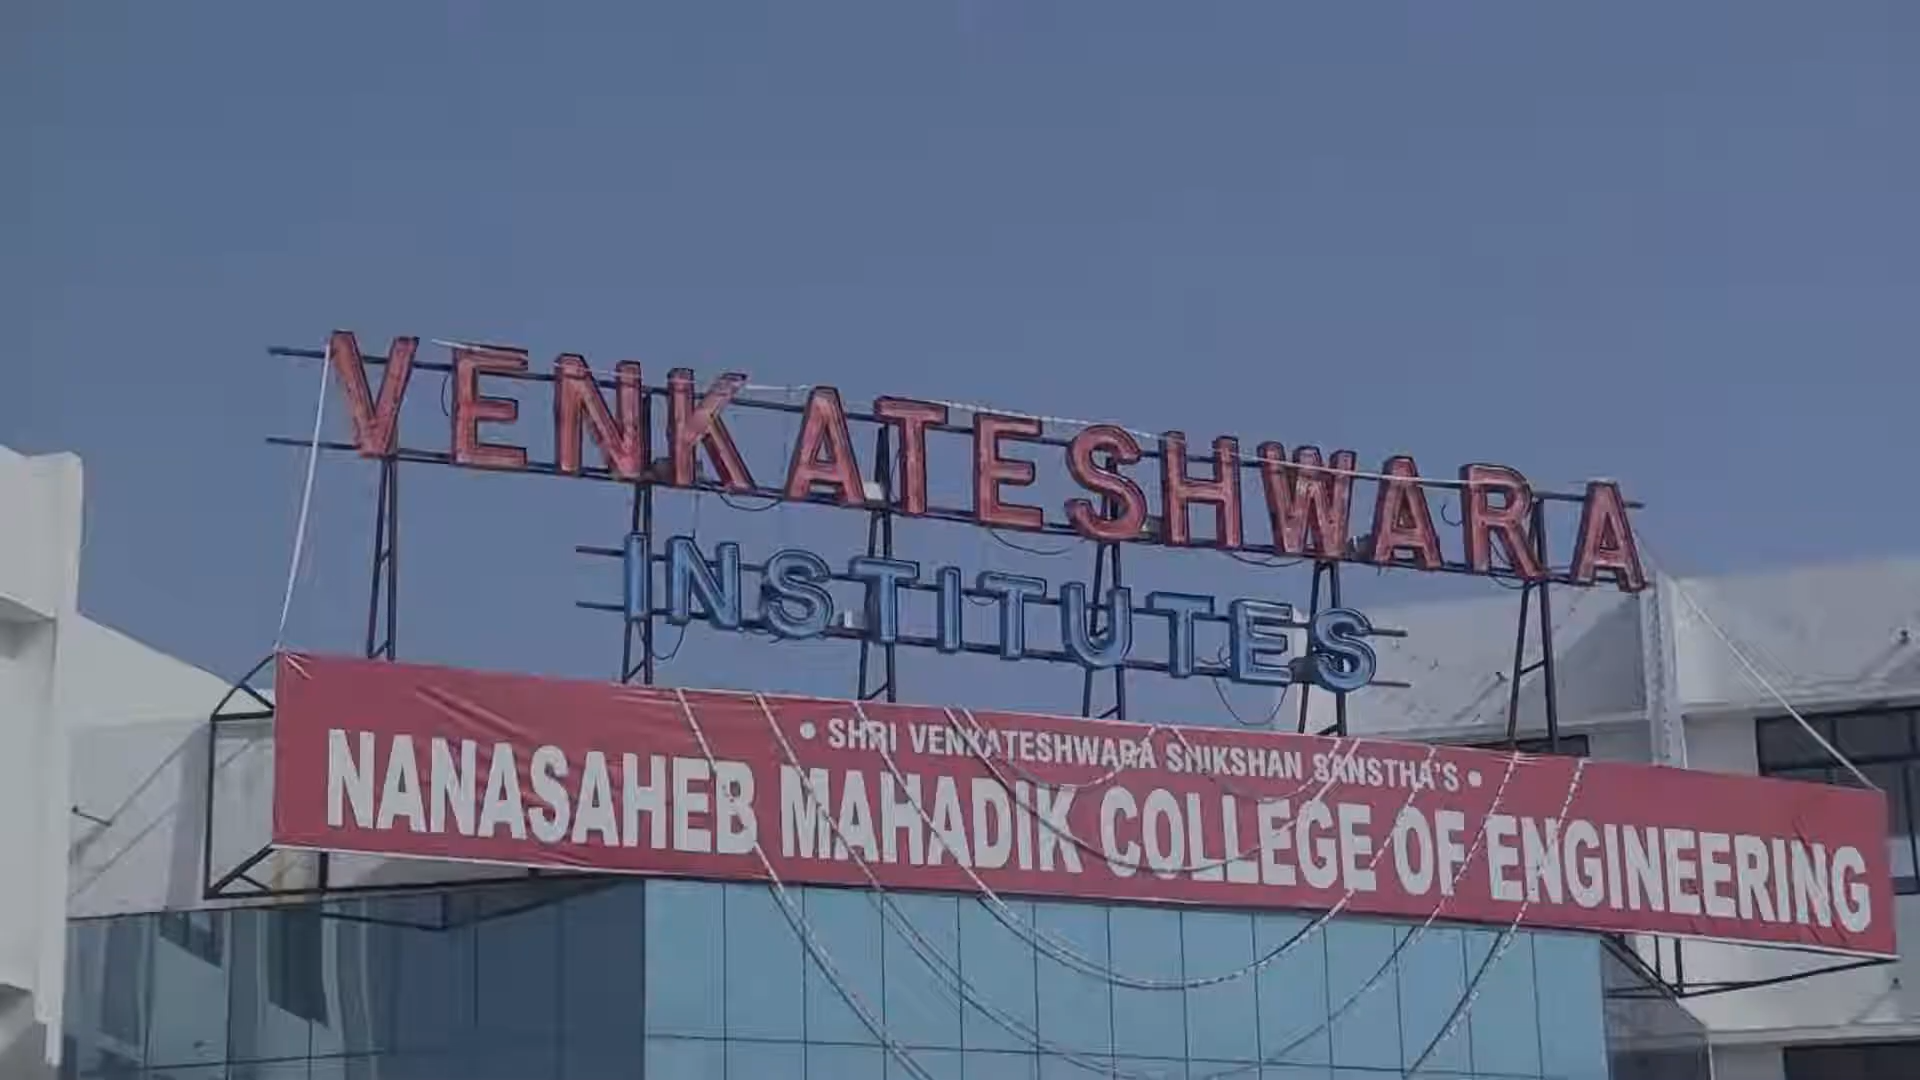 VENKATESHWARA
INSTITUTES
• SHRI VENKATESHWARA SHIKSHAN SANSTHA'S •
NANASAHEB MAHADIK COLLEGE OF ENGINEERING